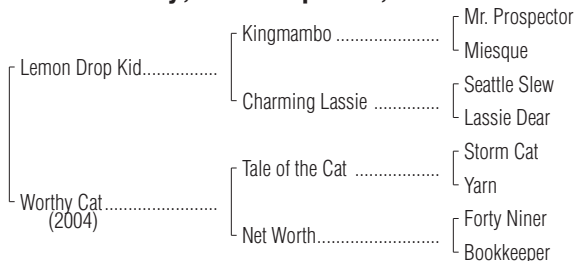 Kingmambo ..................
Mr. Prospector
Miesque
Lemon Drop Kid...............
Charming Lassie .............
Seattle Slew
Lassie Dear
Tale of the Cat .................
Storm Cat
Yarn
Worthy Cat......................
(2004)
Net Worth........................
Forty Niner
Bookkeeper